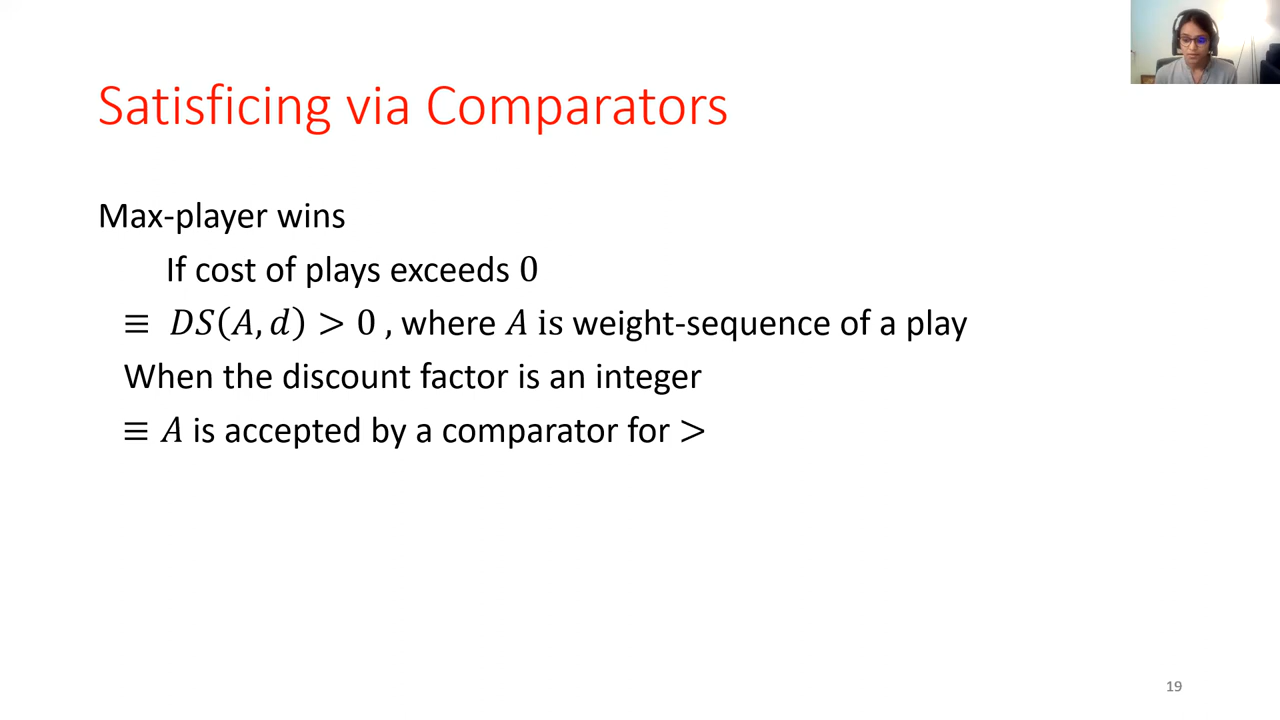 Satisficing via Comparators
Max-player wins
If cost of plays exceeds 0
≡ DS(A, d) > 0 , where A is weight-sequence of a play
When the discount factor is an integer
≡ A is accepted by a comparator for >
19